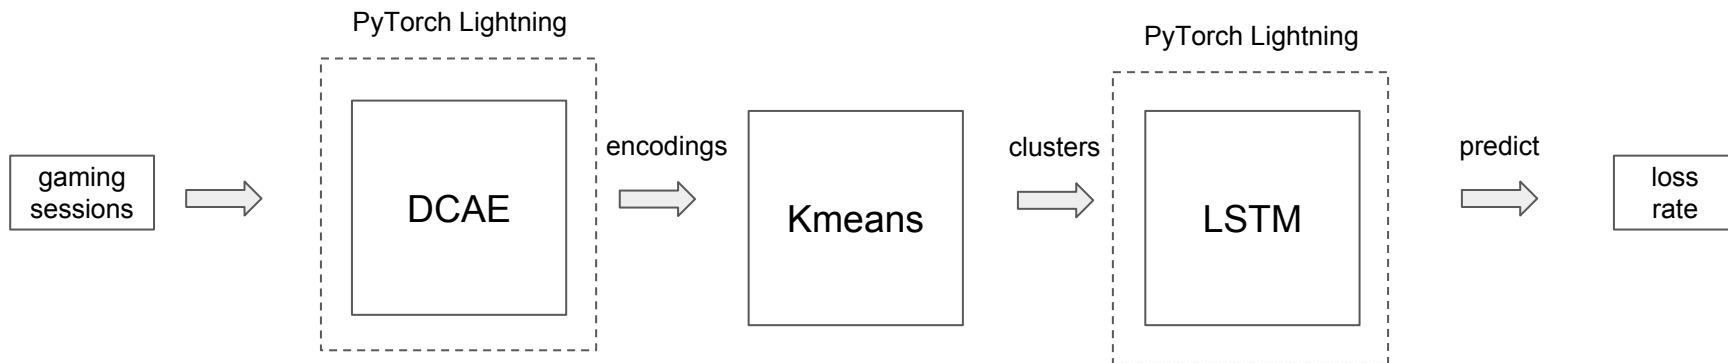 PyTorch Lightning
PyTorch Lightning
gaming
sessions
DCAE
encodings
Kmeans
clusters
LSTM
predict
loss
rate